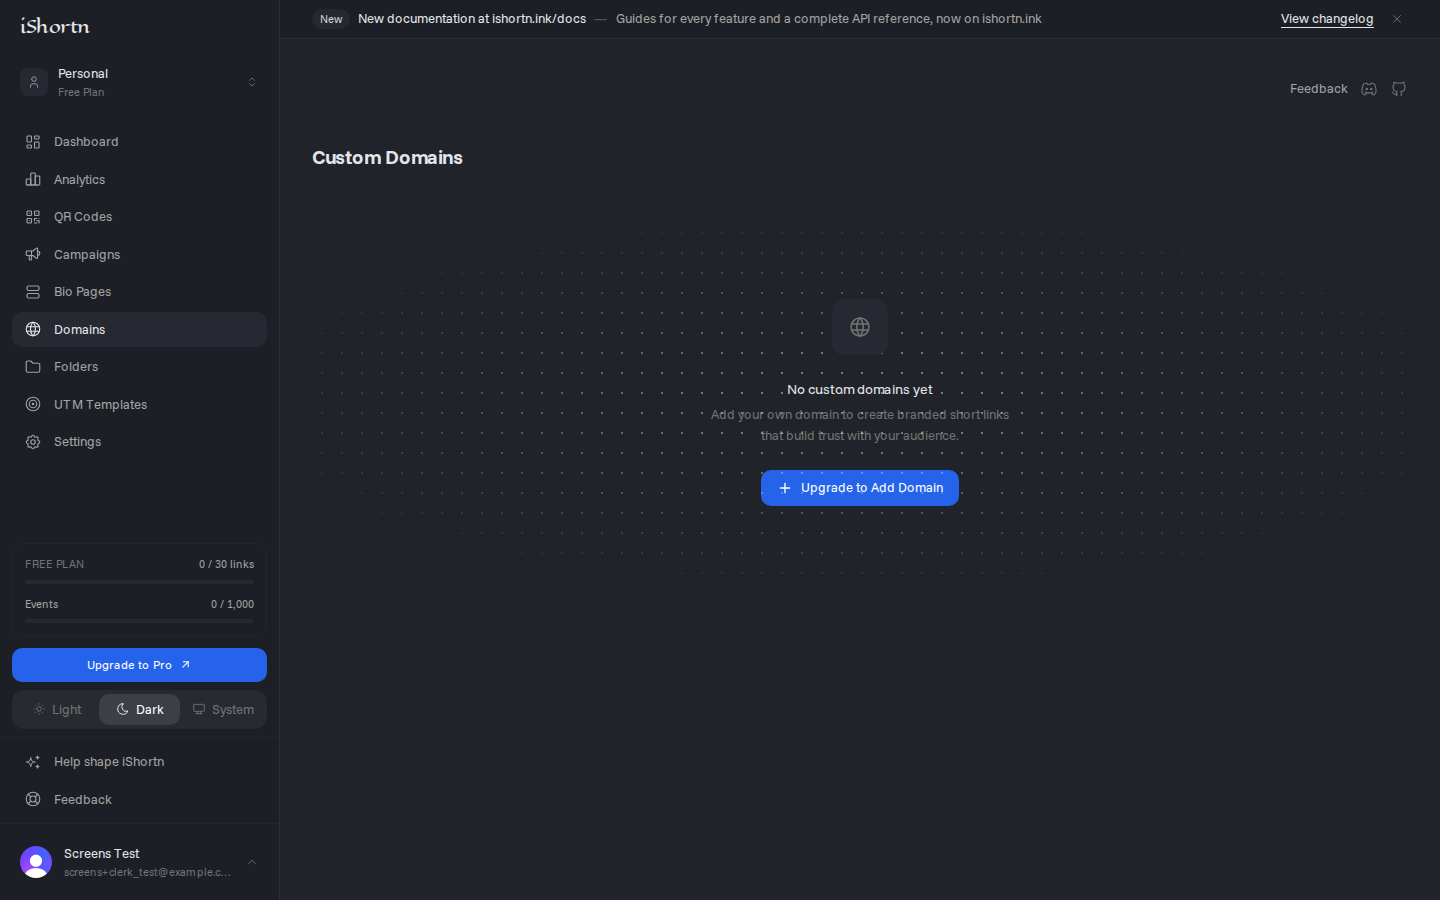 iShortn
Personal
Free Plan
Dashboard
Analytics
QR Codes
Campaigns
Bio Pages
Domains
Folders
UTM Templates
Settings
FREE PLAN 0 / 30 links
Events 0 / 1,000
Upgrade to Pro
Light Dark System
Help shape iShortn
Feedback
Screens Test
screens+clerk_test@example.c...
New New documentation at ishortn.ink/docs — Guides for every feature and a complete API reference, now on ishortn.ink View changelog
Feedback
Custom Domains
No custom domains yet
Add your own domain to create branded short links
that build trust with your audience.
Upgrade to Add Domain